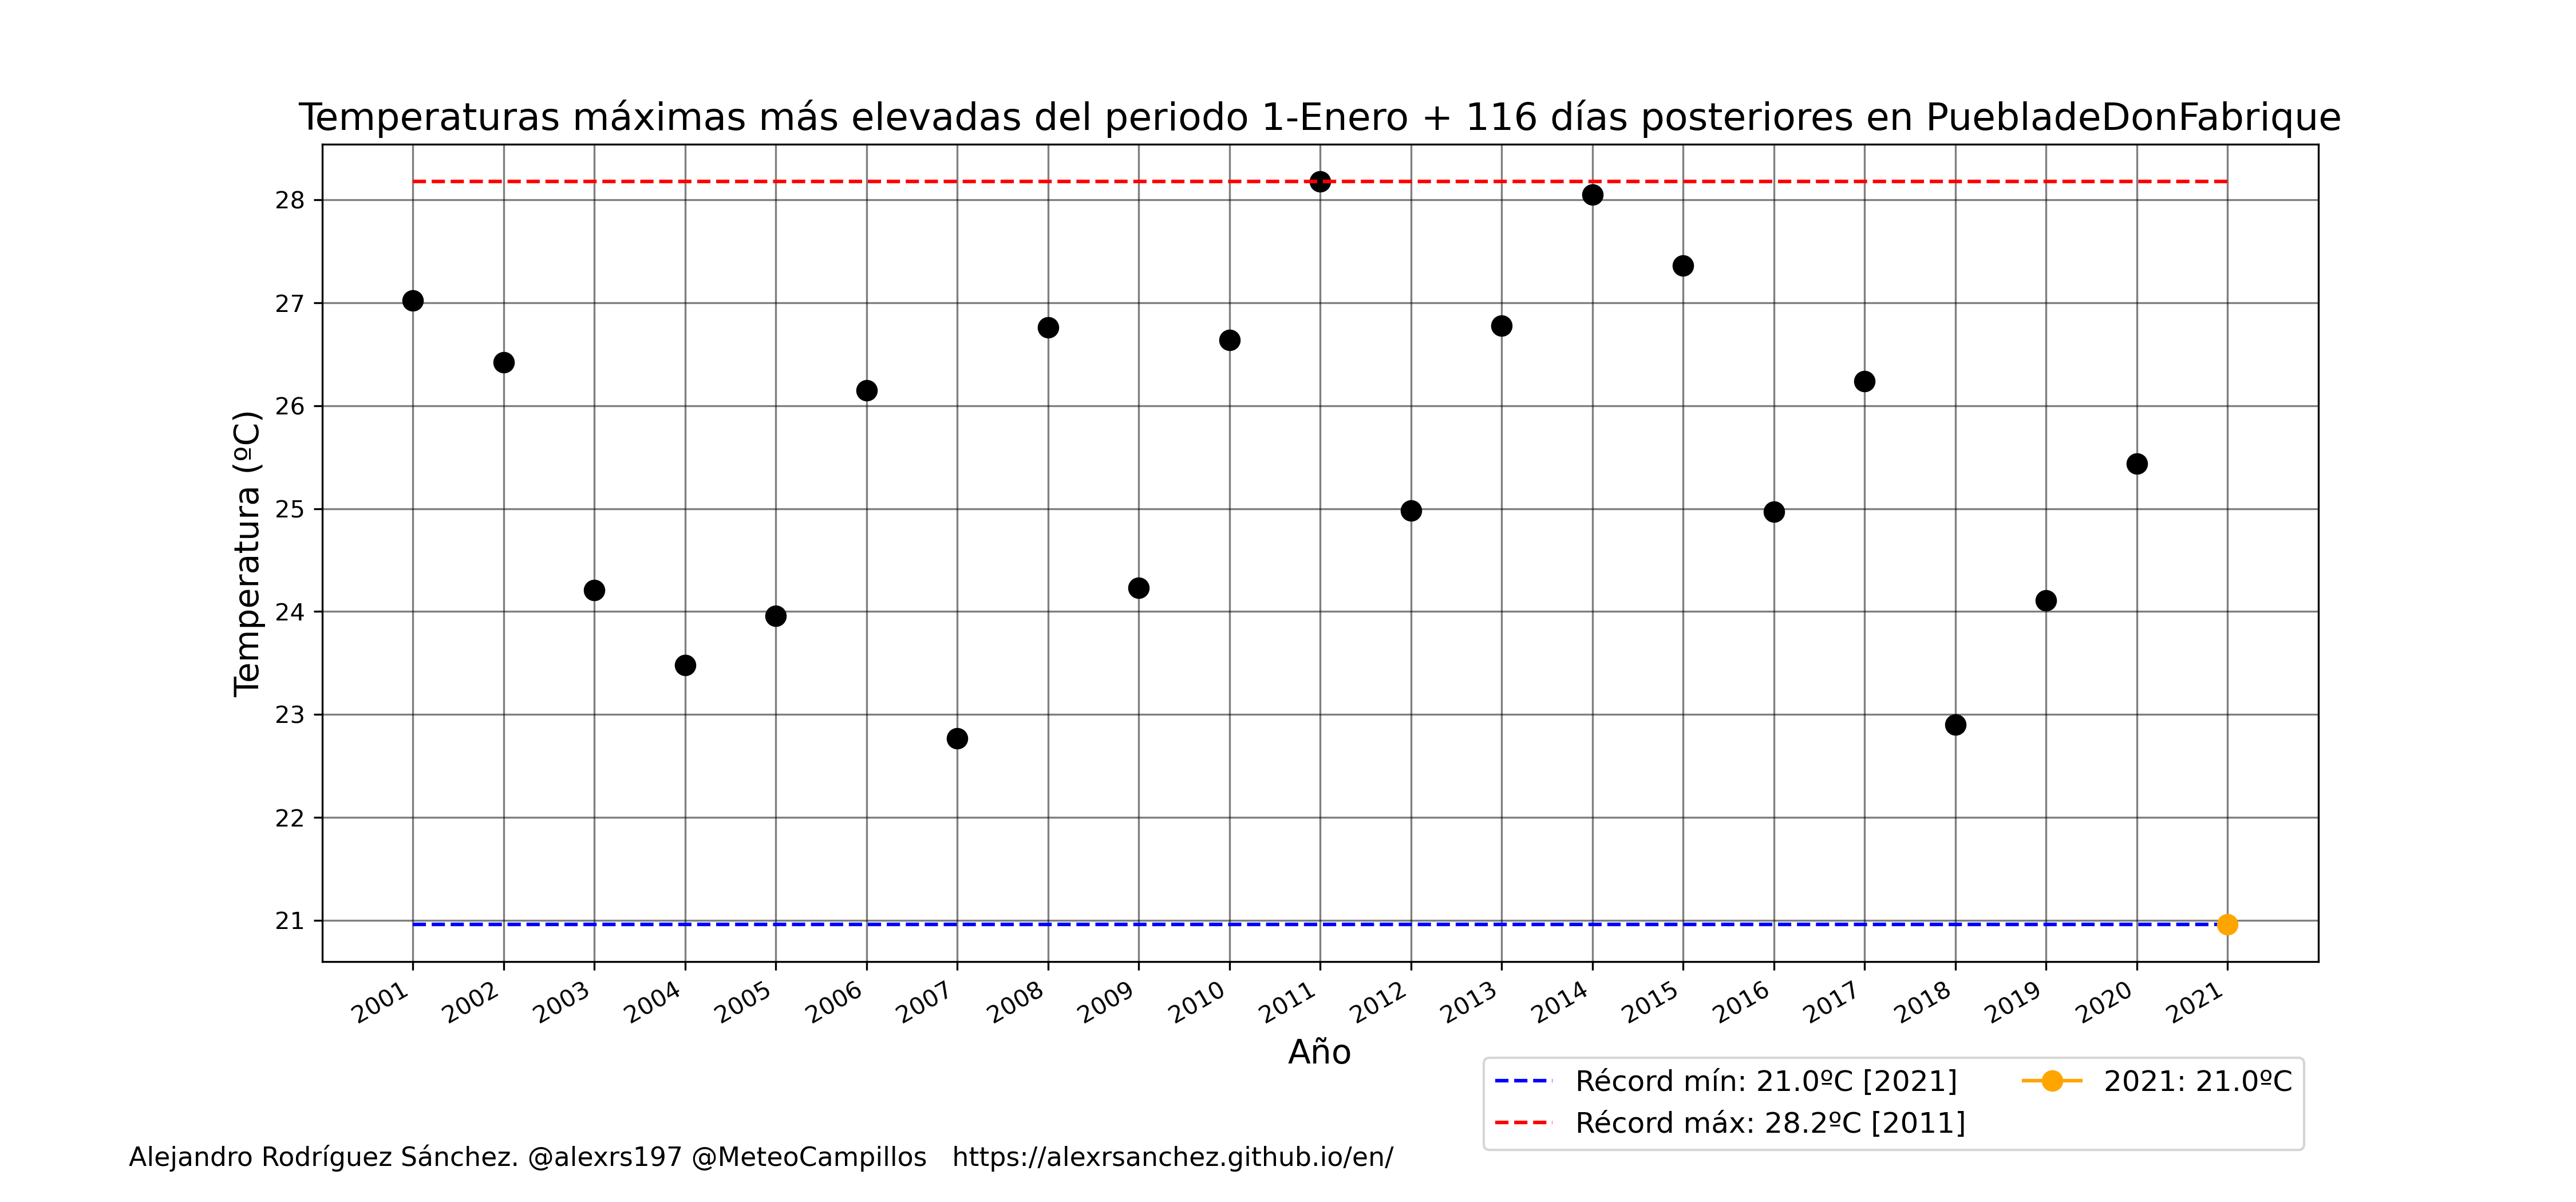 Temperaturas máximas más elevadas del periodo 1-Enero + 116 días posteriores en PuebladeDonFabrique
Temperatura (ºC)
28
27
26
25
24
23
22
21
2001 2002 2003 2004 2005 2006 2007 2008 2009 2010 2011 2012 2013 2014 2015 2016 2017 2018 2019 2020 2021
Año
Récord mín: 21.0ºC [2021]
Récord máx: 28.2ºC [2011]
2021: 21.0ºC
Alejandro Rodríguez Sánchez. @alexrs197 @MeteoCampillos https://alexrsanchez.github.io/en/